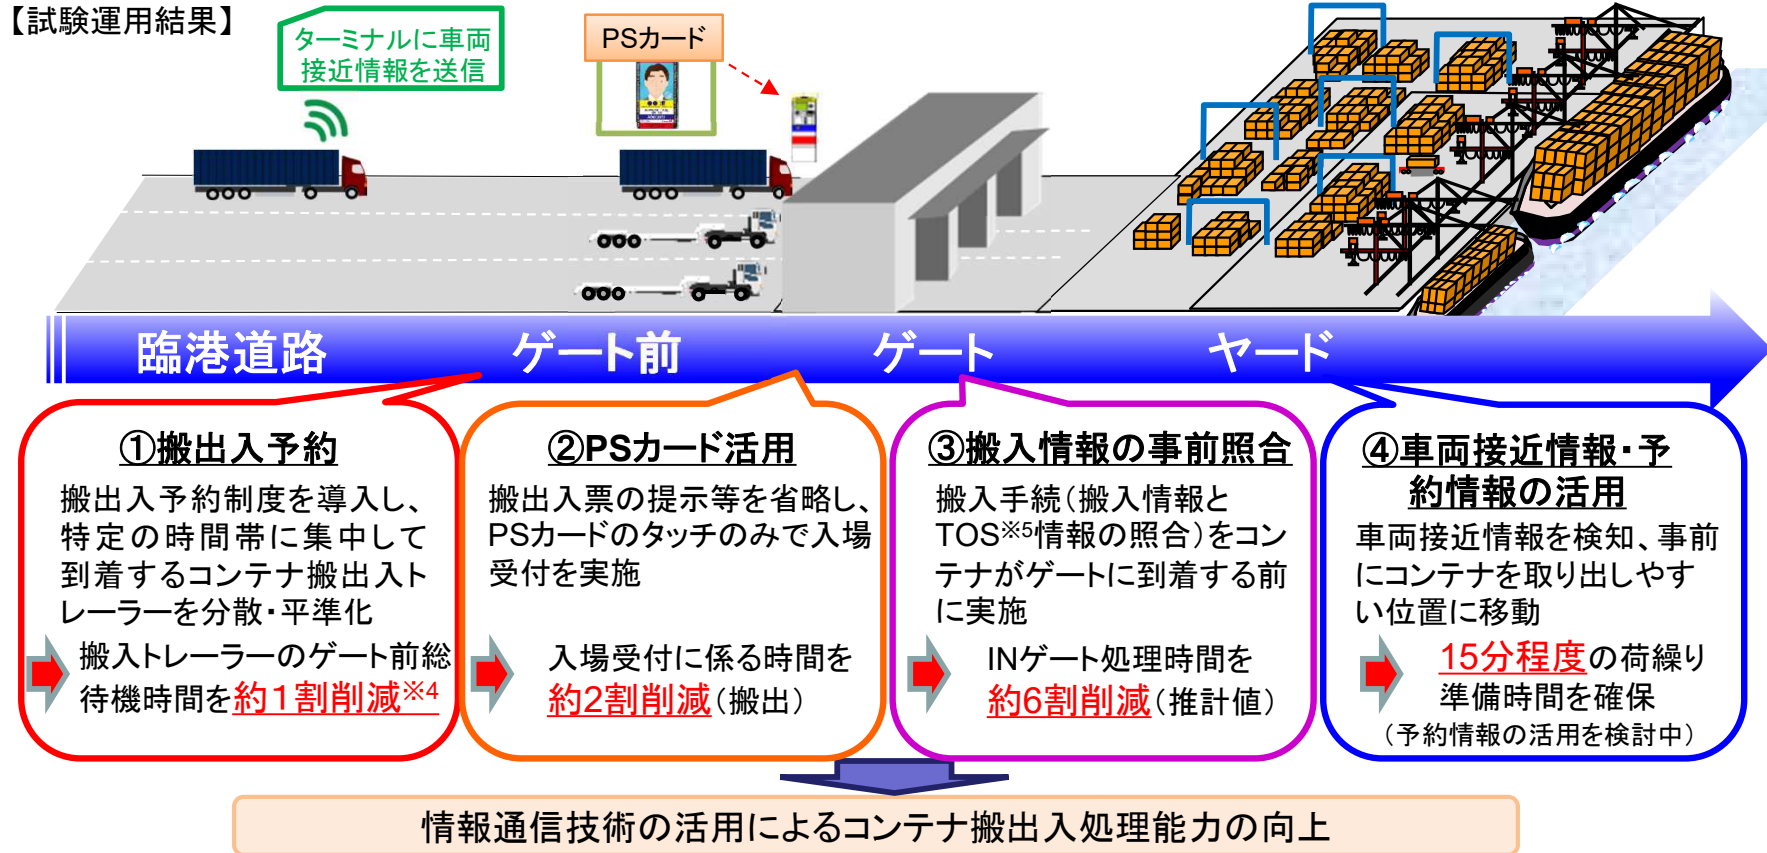 【試験運用結果】
ターミナルに車両
接近情報を送信
PSカード
臨港道路
ゲート前
ゲート
ヤード
①搬出入予約
搬出入予約制度を導入し、
特定の時間帯に集中して
到着するコンテナ搬出入ト
レーラーを分散・平準化
搬入トレーラーのゲート前総
待機時間を約１割削減※4
②PSカード活用
搬出入票の提示等を省略し、
PSカードのタッチのみで入場
受付を実施
入場受付に係る時間を
約2割削減（搬出）
③搬入情報の事前照合
搬入手続（搬入情報と
TOS※5情報の照合）をコン
テナがゲートに到着する前
に実施
INゲート処理時間を
約6割削減（推計値）
④車両接近情報・予
約情報の活用
車両接近情報を検知、事前
にコンテナを取り出しやす
い位置に移動
15分程度の荷繰り
準備時間を確保
（予約情報の活用を検討中）
情報通信技術の活用によるコンテナ搬出入処理能力の向上